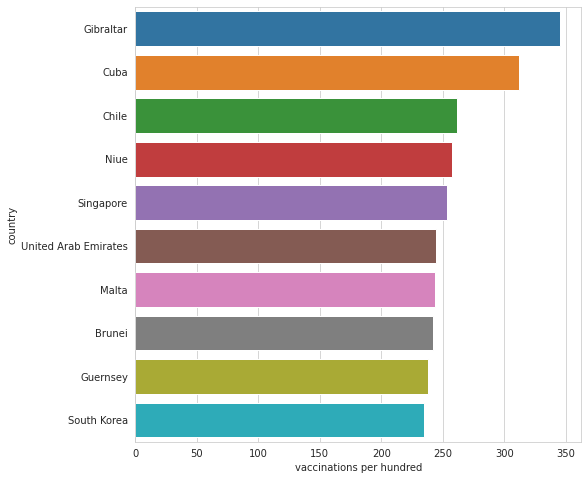 Gibraltar
Cuba
Chile
Niue
Singapore
United Arab Emirates
Malta
Brunei
Guernsey
South Korea
country
0 50 100 150 200 250 300 350
vaccinations per hundred